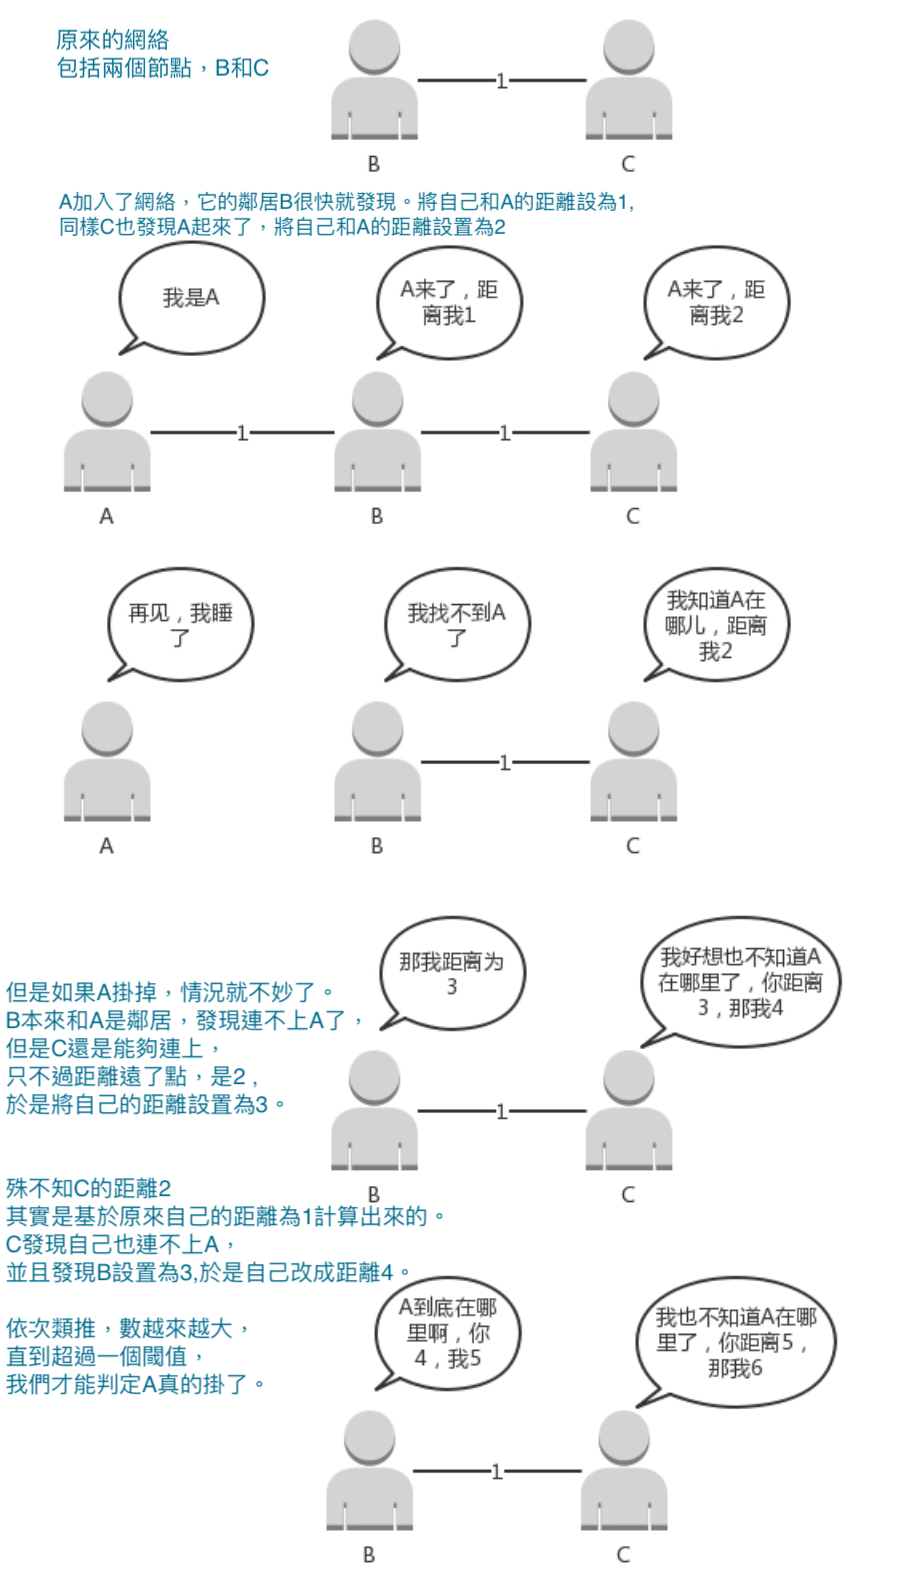 原來的網絡
包括兩個節點，B和C
1
B
C
A加入了網絡，它的鄰居B很快就發現。將自己和A的距離設為1,
同樣C也發現A起來了，將自己和A的距離設置為2
我是A
A来了，距
离我1
A来了，距
离我2
1
1
A
B
C
再见，我睡
了
我找不到A
了
我知道A在
哪儿，距离
我2
1
A
B
C
那我距离为
3
我好想也不知道A
在哪里了，你距离
3，那我4
但是如果A掛掉，情況就不妙了。
B本來和A是鄰居，發現連不上A了，
但是C還是能夠連上，
只不過距離遠了點，是2，
於是將自己的距離設置為3。
1
B
C
殊不知C的距離2
其實是基於原來自己的距離為1計算出來的。
C發現自己也連不上A，
並且發現B設置為3,於是自己改成距離4。
依次類推，數越來越大，
直到超過一個閾值，
我們才能判定A真的掛了。
A到底在哪
里啊，你
4，我5
我也不知道A在哪
里了，你距离5，
那我6
1
B
C